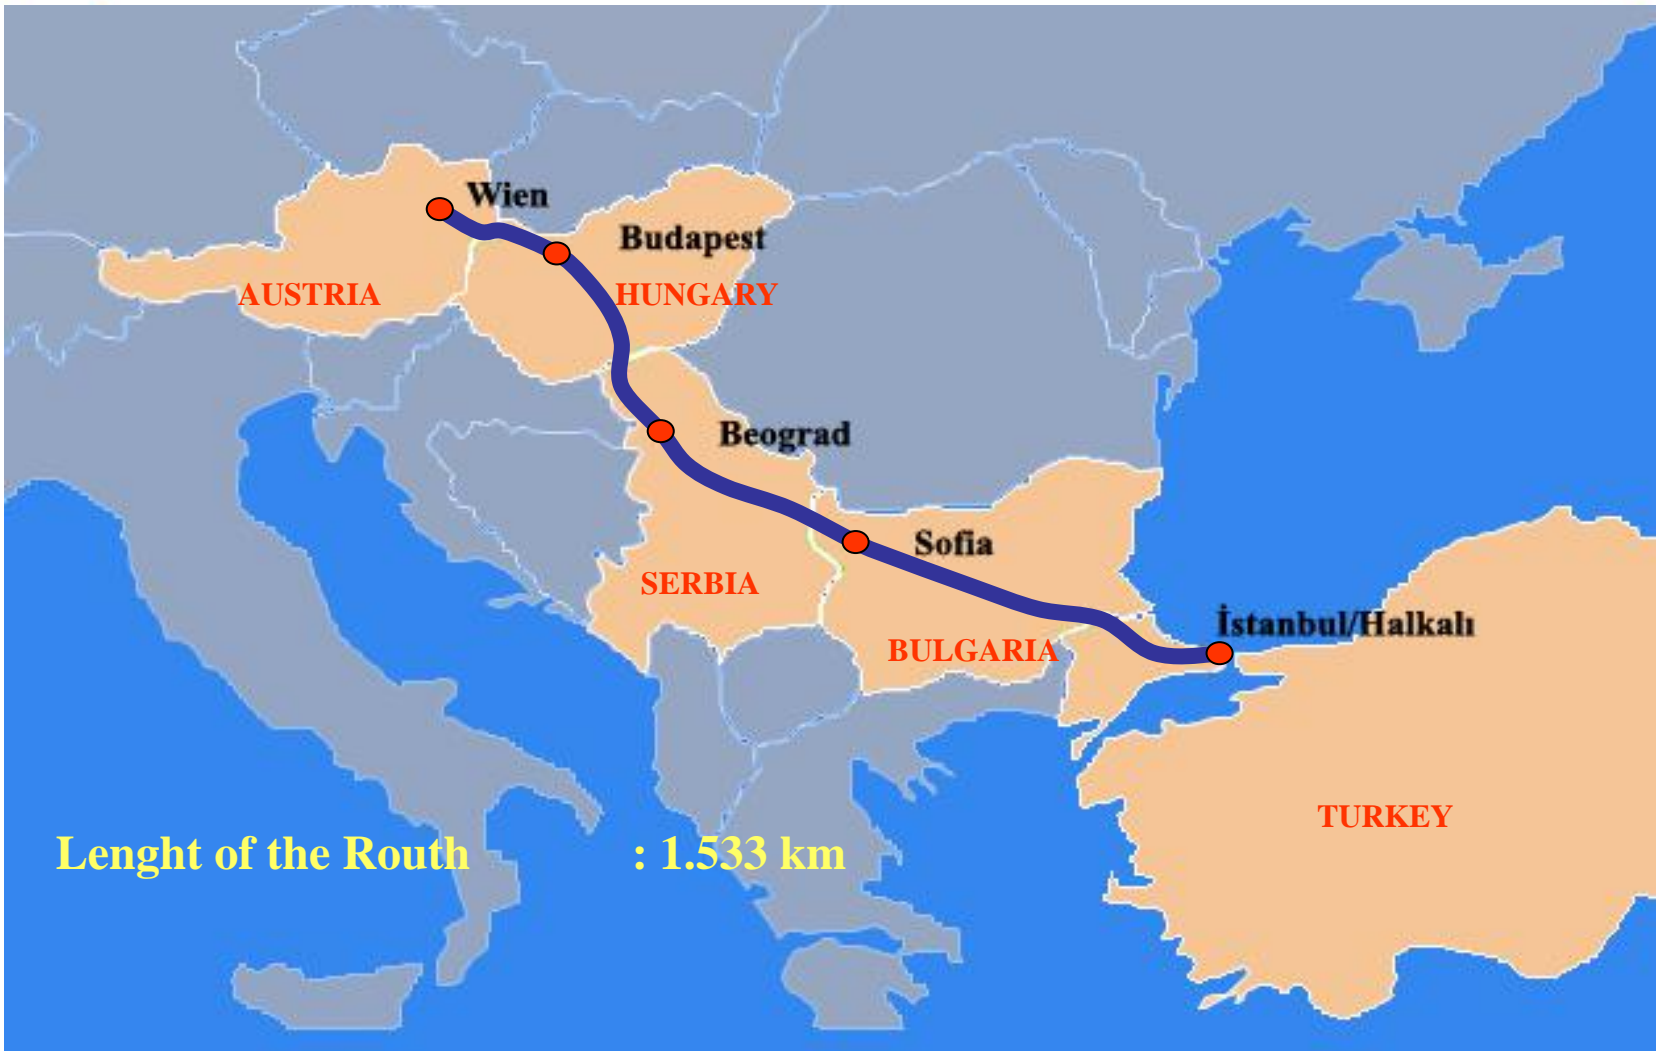 Wien
Budapest
AUSTRIA
HUNGARY
Beograd
Sofia
SERBIA
İstanbul/Halkalı
BULGARIA
TURKEY
Lenght of the Routh : 1.533 km